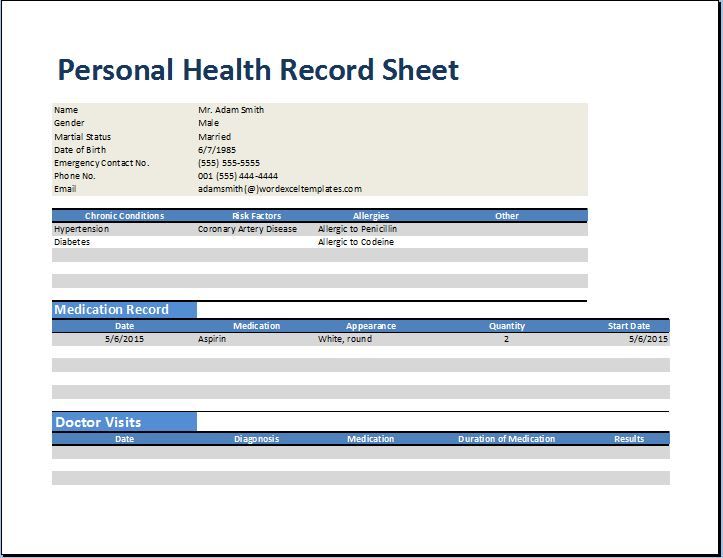 Personal Health Record Sheet
Name Mr. Adam Smith
Gender Male
Martial Status Married
Date of Birth 6/7/1985
Emergency Contact No. (555) 555-5555
Phone No. 001 (555) 444-4444
Email adamsmith(@)wordexceltemplates.com
Chronic Conditions Risk Factors Allergies Other
Hypertension Coronary Artery Disease Allergic to Penicillin
Diabetes Allergic to Codeine
Medication Record
Date Medication Appearance Quantity Start Date
5/6/2015 Aspirin White, round 2 5/6/2015
Doctor Visits
Date Diagonosis Medication Duration of Medication Results